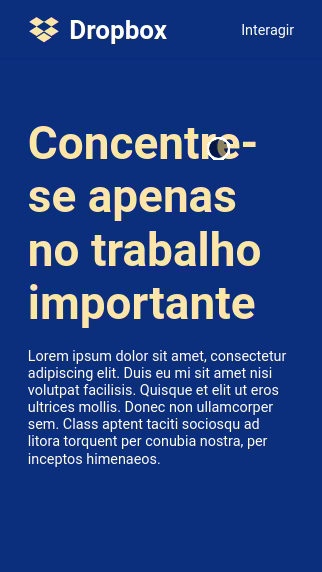 Dropbox
Interagir
Concentre-
se apenas
no trabalho
importante
Lorem ipsum dolor sit amet, consectetur
adipiscing elit. Duis eu mi sit amet nisi
volutpat facilisis. Quisque et elit ut eros
ultrices mollis. Donec non ullamcorper
sem. Class aptent taciti sociosqu ad
litora torquent per conubia nostra, per
inceptos himenaeos.